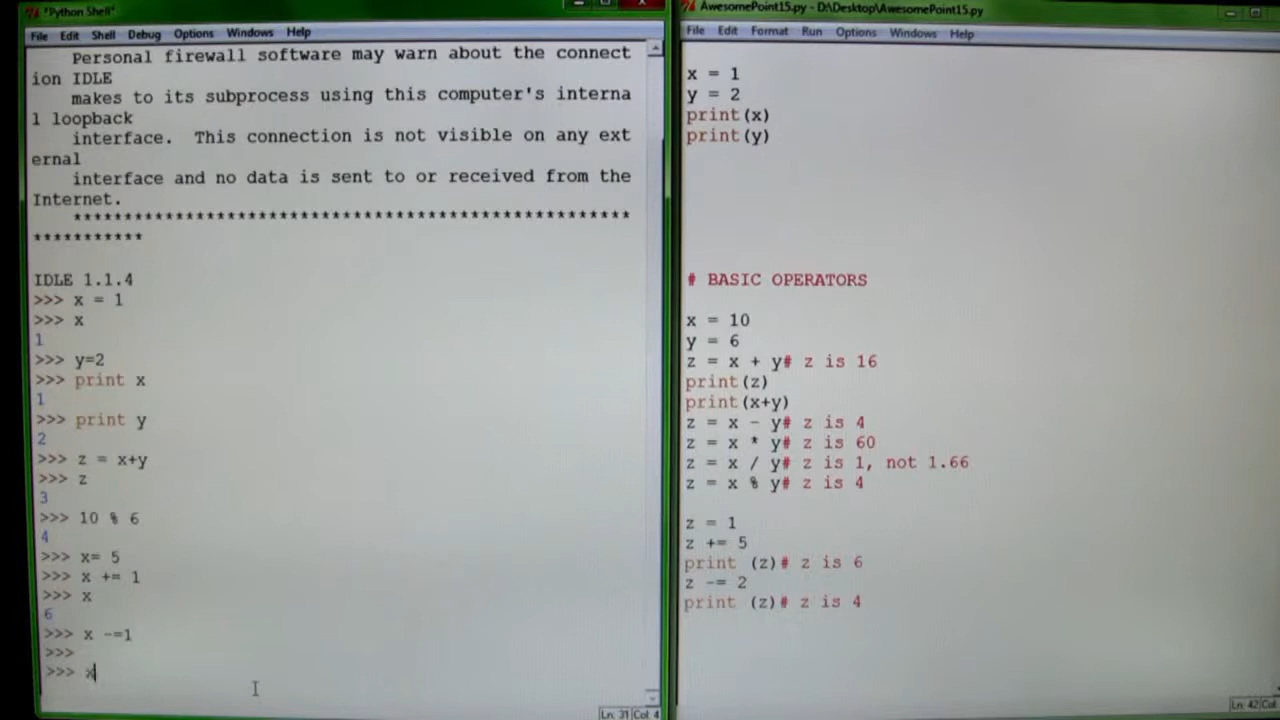 *Python Shell*
File Edit Shell Debug Options Windows Help
Personal firewall software may warn about the connect
ion IDLE
makes to its subprocess using this computer's interna
l loopback
interface.  This connection is not visible on any ext
ernal
interface and no data is sent to or received from the
Internet.
******************************************************
***********
IDLE 1.1.4
>>> x = 1
>>> x
1
>>> y=2
>>> print x
1
>>> print y
2
>>> z = x+y
>>> z
3
>>> 10 % 6
4
>>> x= 5
>>> x += 1
>>> x
6
>>> x -=1
>>>
>>> x
Ln: 31 Col: 4
AwesomePoint15.py - D:\Desktop\AwesomePoint15.py
File Edit Format Run Options Windows Help
x = 1
y = 2
print(x)
print(y)
# BASIC OPERATORS
x = 10
y = 6
z = x + y# z is 16
print(z)
print(x+y)
z = x - y# z is 4
z = x * y# z is 60
z = x / y# z is 1, not 1.66
z = x % y# z is 4
z = 1
z += 5
print (z)# z is 6
z -= 2
print (z)# z is 4
Ln: 42 Col: